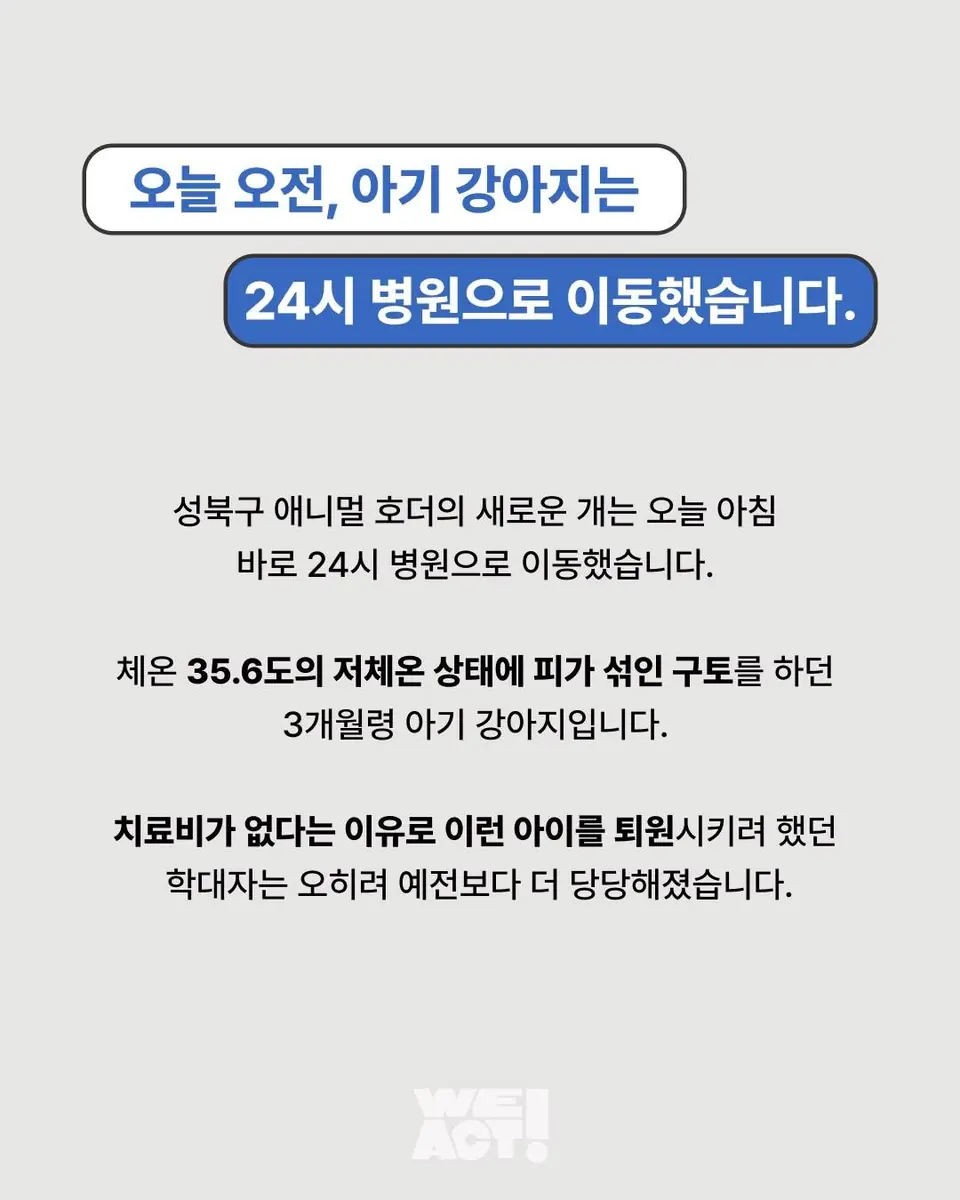 오늘 오전, 아기 강아지는
24시 병원으로 이동했습니다.
성북구 애니멀 호더의 새로운 개는 오늘 아침
바로 24시 병원으로 이동했습니다.
체온 35.6도의 저체온 상태에 피가 섞인 구토를 하던
3개월령 아기 강아지입니다.
치료비가 없다는 이유로 이런 아이를 퇴원시키려 했던
학대자는 오히려 예전보다 더 당당해졌습니다.
WE
ACT!